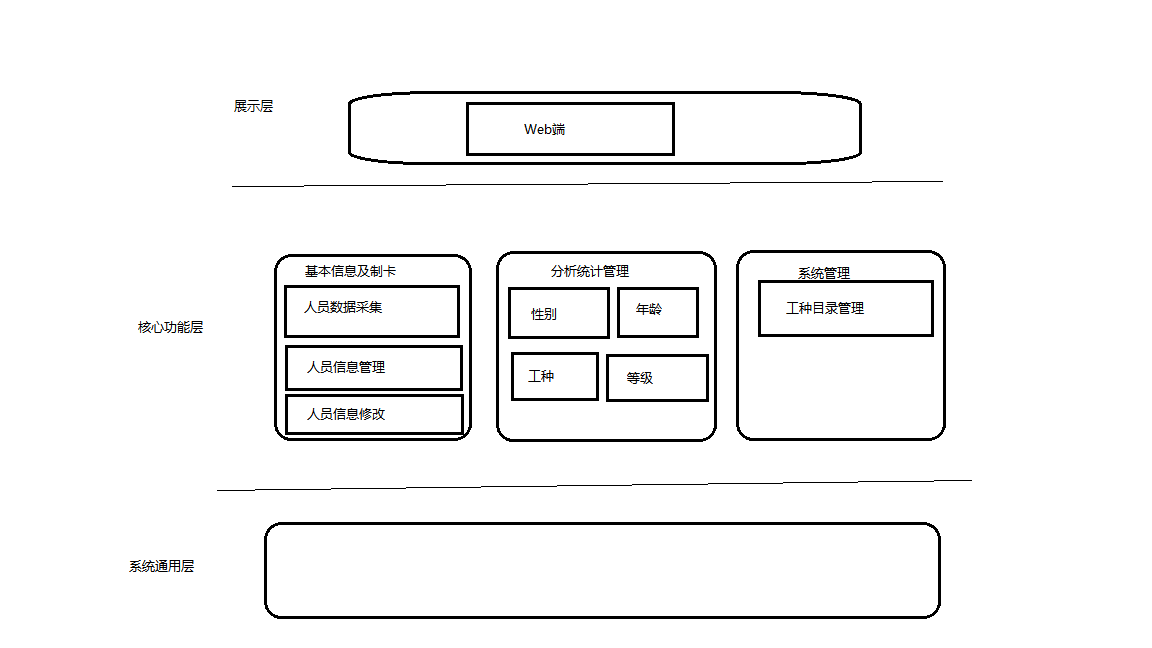 展示层
Web端
基本信息及制卡
人员数据采集
人员信息管理
人员信息修改
分析统计管理
性别
年龄
工种
等级
系统管理
工种目录管理
核心功能层
系统通用层